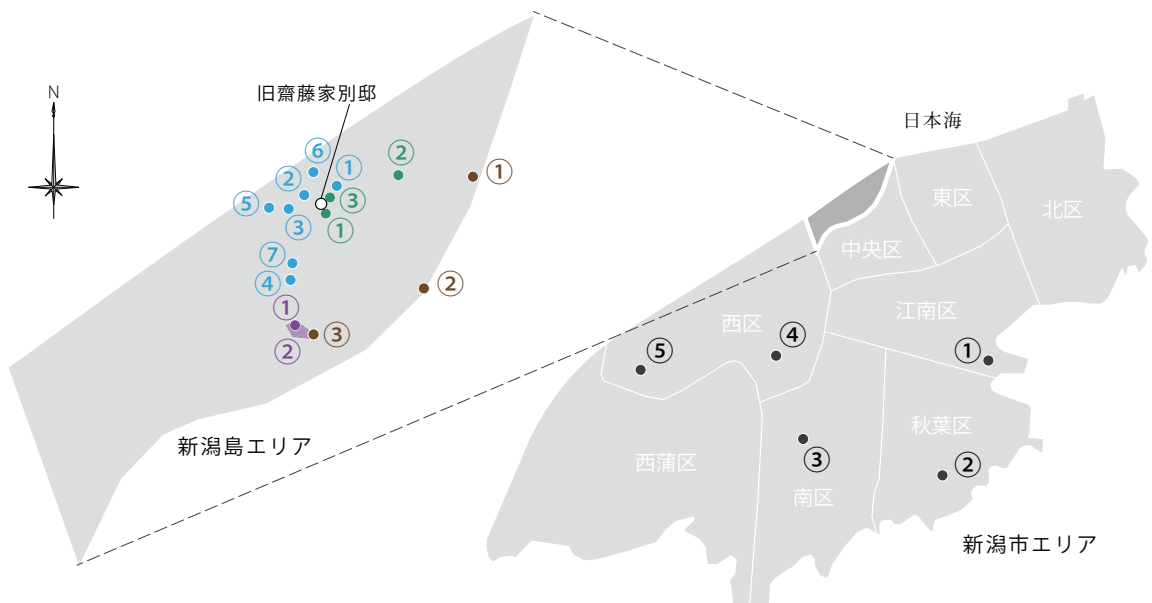 N
旧齋藤家別邸
⑥
①
②
②
⑤
③
③
①
①
⑦
④
②
①
③
②
新潟島エリア
日本海
東区
北区
中央区
江南区
西区
④
⑤
①
秋葉区
②
西蒲区
③
南区
新潟市エリア